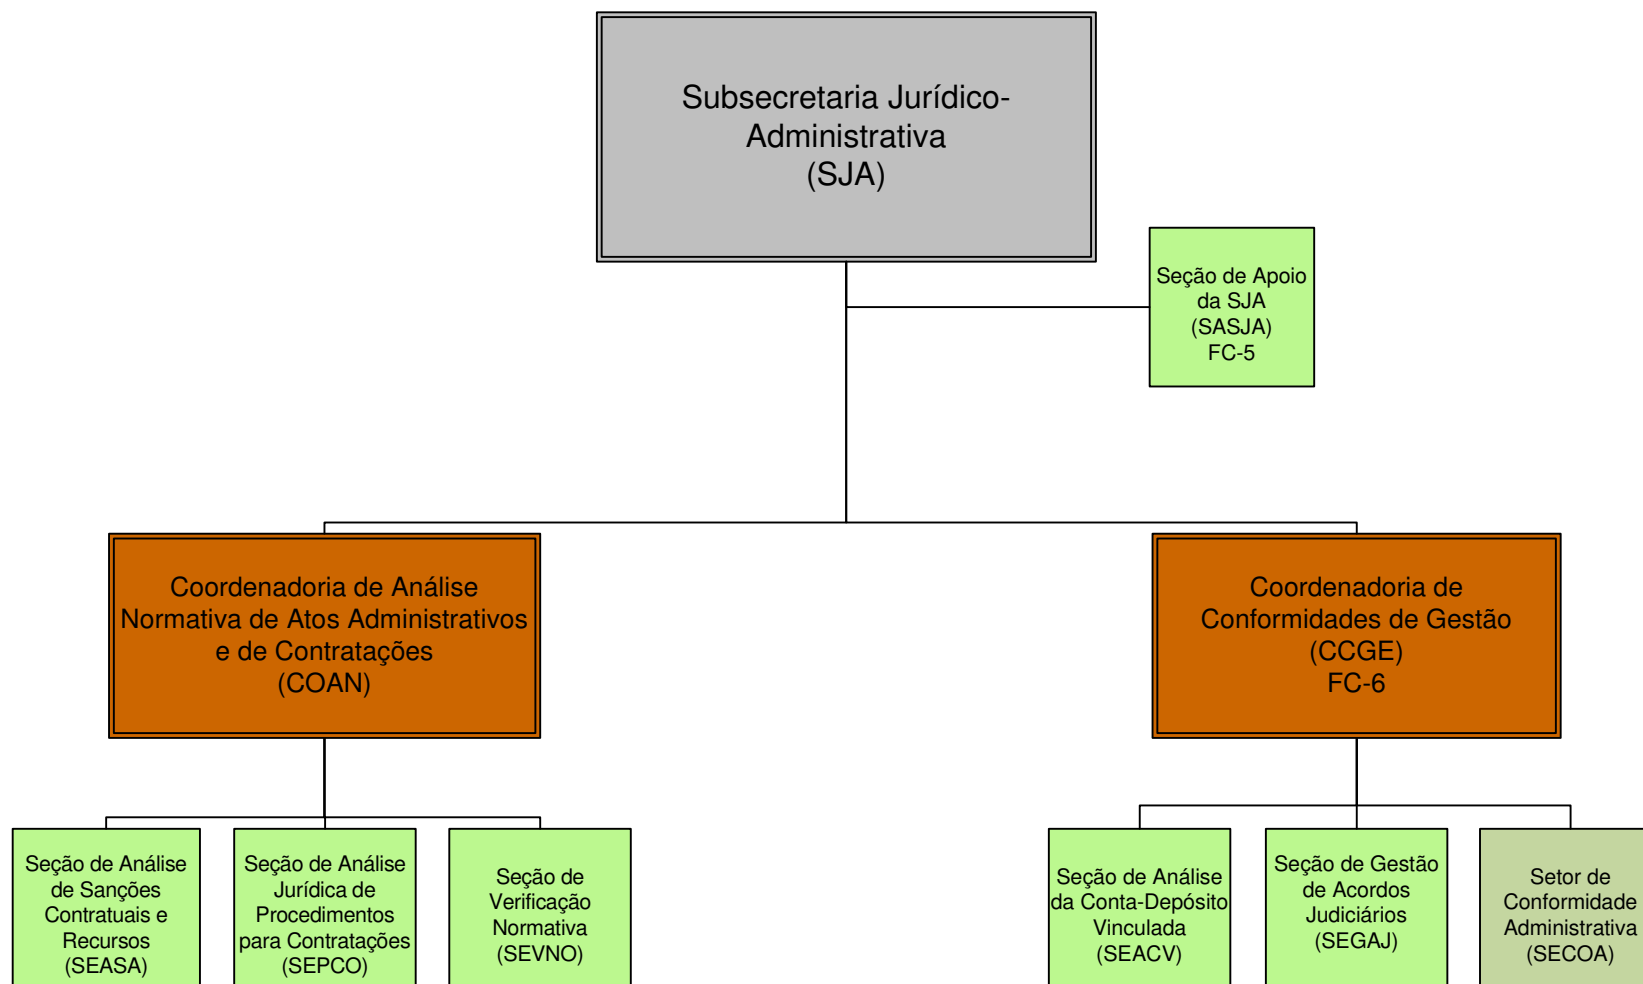 Subsecretaria Jurídico-
Administrativa
(SJA)
Seção de Apoio
da SJA
(SASJA)
FC-5
Coordenadoria de Análise
Normativa de Atos Administrativos
e de Contratações
(COAN)
Coordenadoria de
Conformidades de Gestão
(CCGE)
FC-6
Seção de Análise
de Sanções
Contratuais e
Recursos
(SEASA)
Seção de Análise
Jurídica de
Procedimentos
para Contratações
(SEPCO)
Seção de
Verificação
Normativa
(SEVNO)
Seção de Análise
da Conta-Depósito
Vinculada
(SEACV)
Seção de Gestão
de Acordos
Judiciários
(SEGAJ)
Setor de
Conformidade
Administrativa
(SECOA)